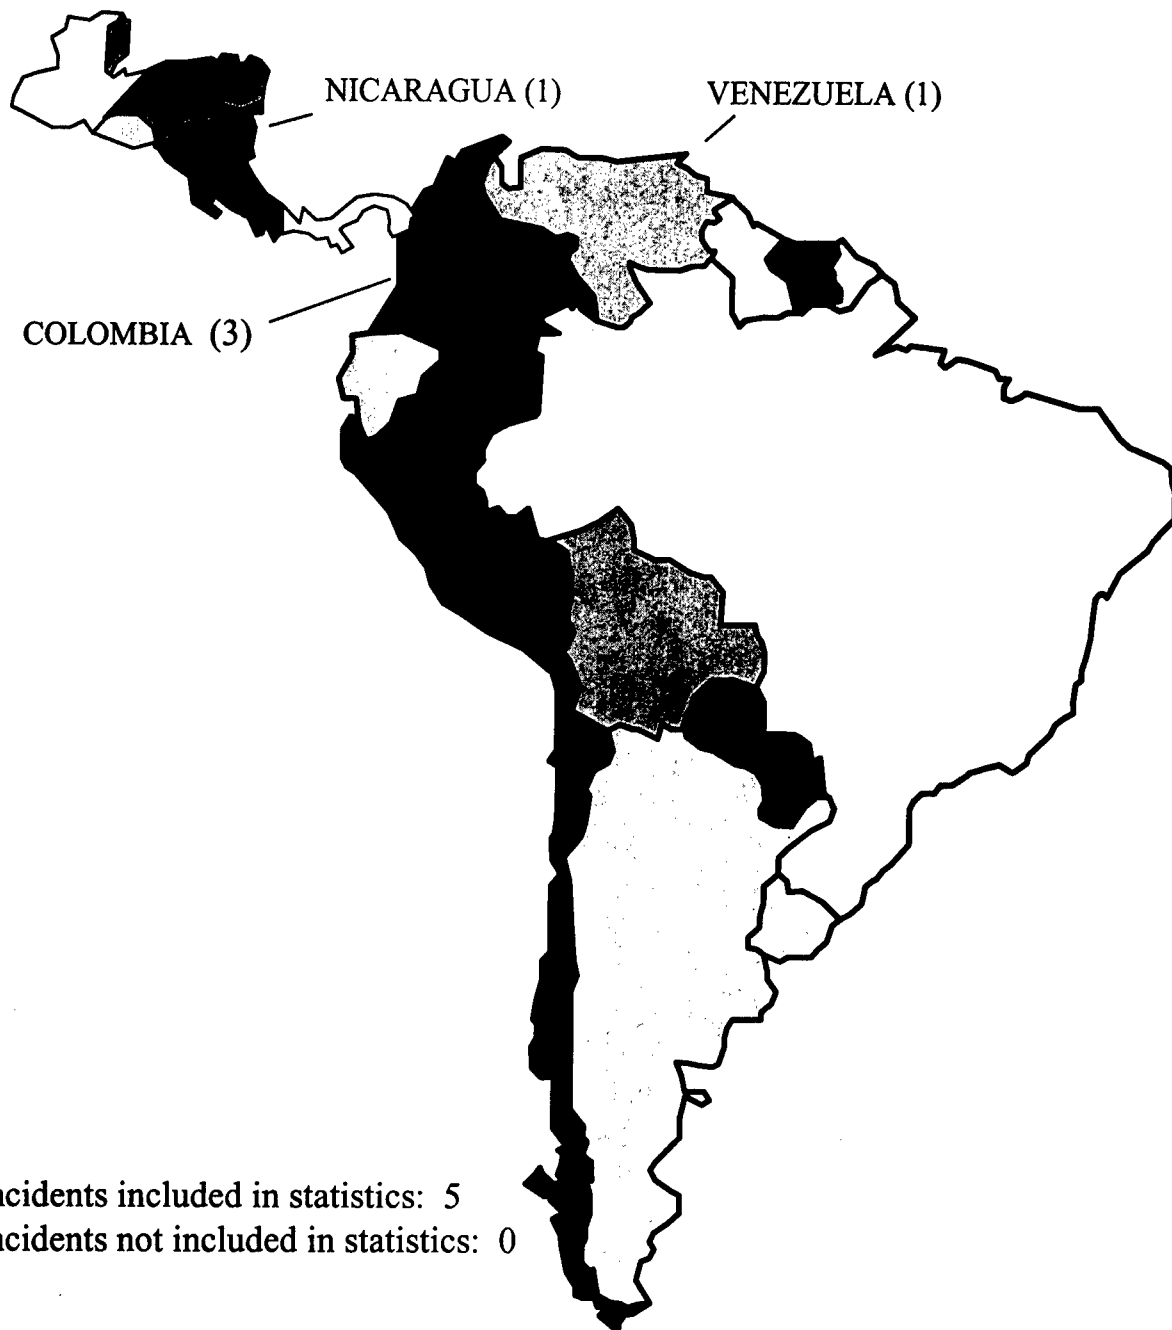 NICARAGUA (1)
VENEZUELA (1)
COLOMBIA (3)
ncidents included in statistics: 5
ncidents not included in statistics: 0